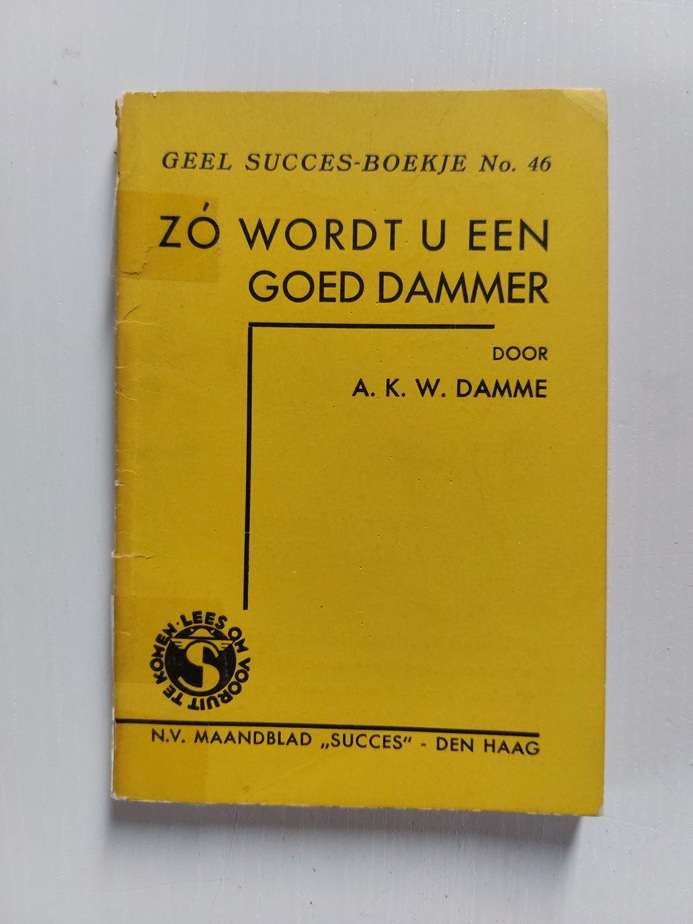 GEEL SUCCES-BOEKJE No. 46
ZÓ WORDT U EEN
GOED DAMMER
DOOR
A. K. W. DAMME
LEES OM VOORUIT TE KOMEN ·
S
N.V. MAANDBLAD „SUCCES“ - DEN HAAG